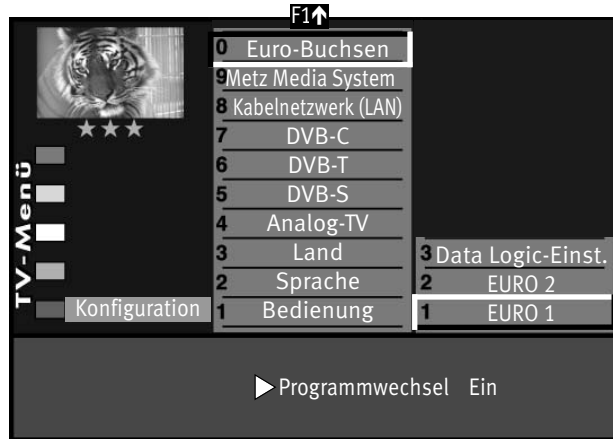 F1↑
0 Euro-Buchsen
9 Metz Media System
8 Kabelnetzwerk (LAN)
7 DVB-C
6 DVB-T
5 DVB-S
4 Analog-TV
3 Land
2 Sprache
1 Bedienung
TV-Menü
Konfiguration
3 Data Logic-Einst.
2 EURO 2
1 EURO 1
Programmwechsel Ein